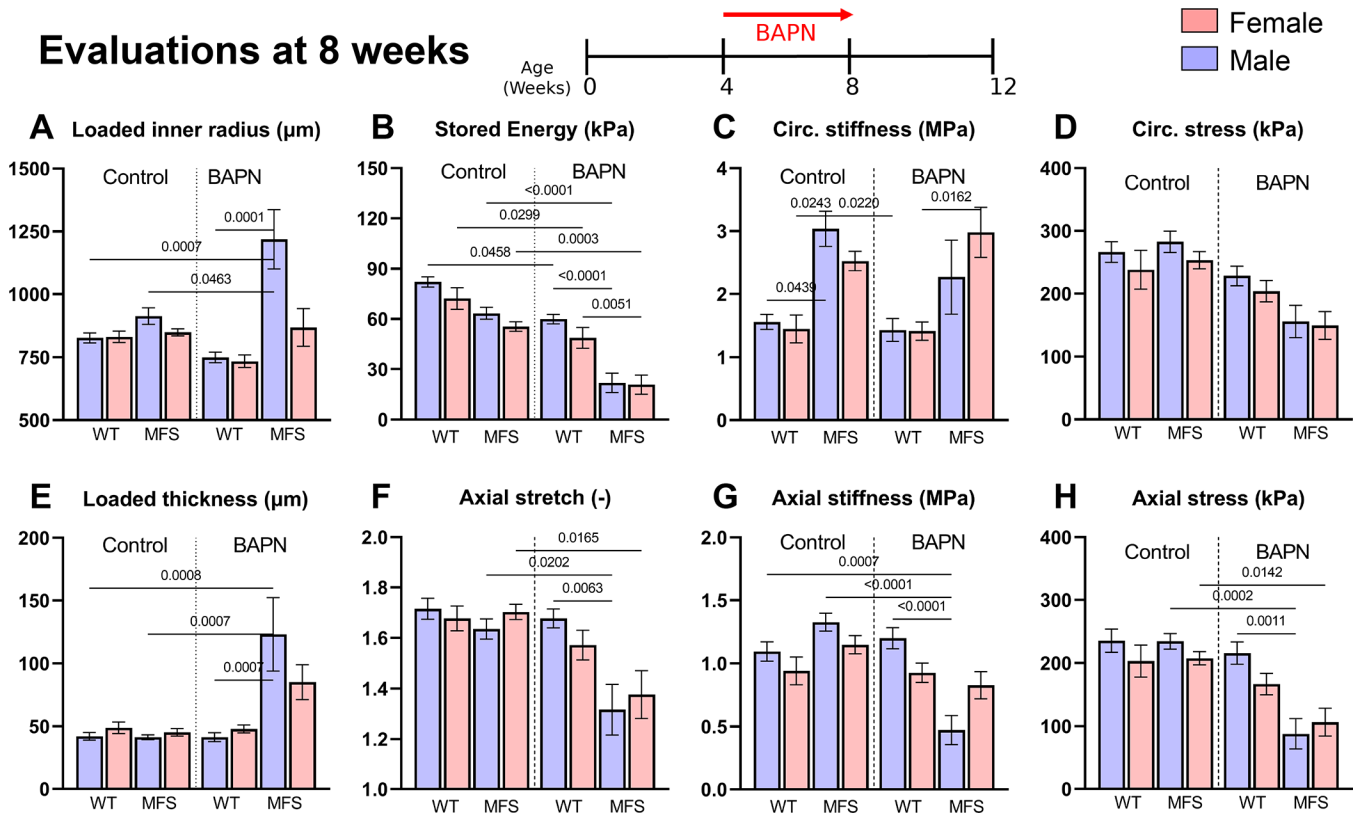 Evaluations at 8 weeks
BAPN
Age
(Weeks)
0 4 8 12
Female
Male
A Loaded inner radius (µm)
1500
1250
1000
750
500
Control BAPN
0.0001
0.0007
0.0463
WT MFS WT MFS
B Stored Energy (kPa)
150
120
90
60
30
0
Control BAPN
<0.0001
0.0299
0.0003
0.0458
<0.0001
0.0051
WT MFS WT MFS
C Circ. stiffness (MPa)
4
3
2
1
0
Control BAPN
0.0243 0.0220 0.0162
0.0439
WT MFS WT MFS
D Circ. stress (kPa)
400
300
200
100
0
Control BAPN
WT MFS WT MFS
E Loaded thickness (µm)
200
150
100
50
0
Control BAPN
0.0008
0.0007
0.0007
WT MFS WT MFS
F Axial stretch (-)
2.0
1.8
1.6
1.4
1.2
1.0
0.0165
0.0202
0.0063
WT MFS WT MFS
G Axial stiffness (MPa)
2.0
1.5
1.0
0.5
0.0
Control BAPN
0.0007
<0.0001
<0.0001
WT MFS WT MFS
H Axial stress (kPa)
400
300
200
100
0
Control BAPN
0.0142
0.0002
0.0011
WT MFS WT MFS